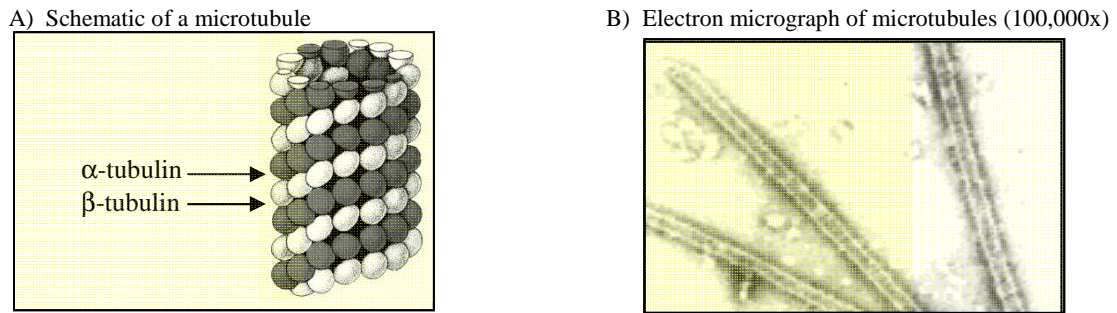 A) Schematic of a microtubule
B) Electron micrograph of microtubules (100,000x)
α-tubulin
β-tubulin